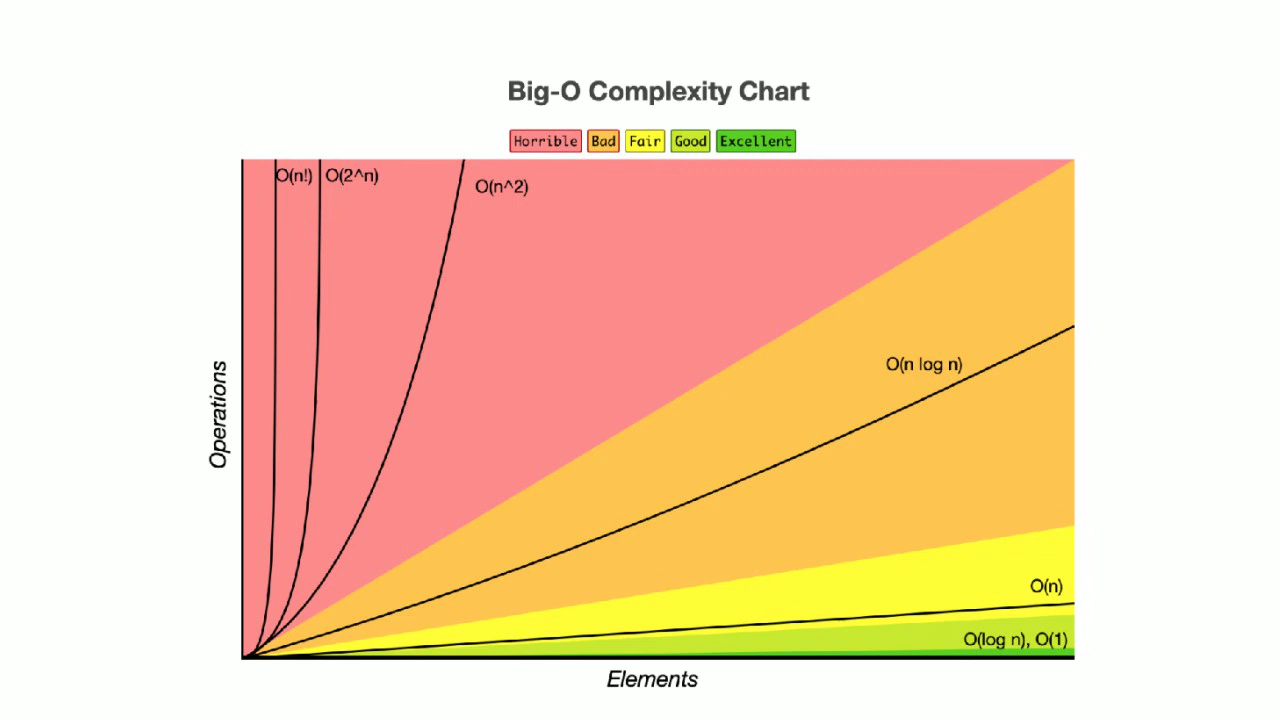 Big-O Complexity Chart
Horrible Bad Fair Good Excellent
O(n!) O(2^n)
O(n^2)
O(n log n)
Operations
O(n)
O(log n), O(1)
Elements